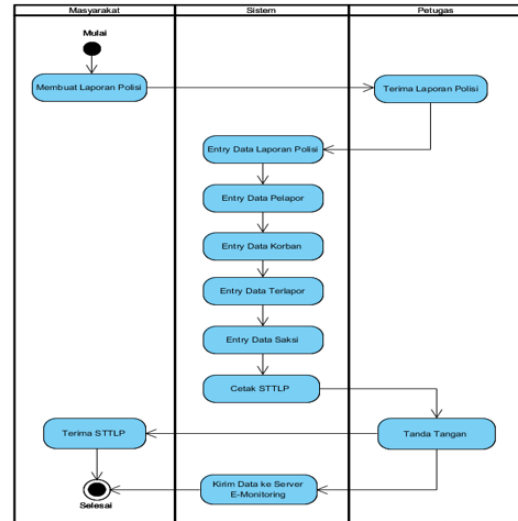 Masyarakat
Sistem
Petugas
Mulai
Membuat Laporan Polisi
Terima Laporan Polisi
Entry Data Laporan Polisi
Entry Data Pelapor
Entry Data Korban
Entry Data Terlapor
Entry Data Saksi
Cetak STTLP
Terima STTLP
Tanda Tangan
Kirim Data ke Server
E-Monitoring
Selesai